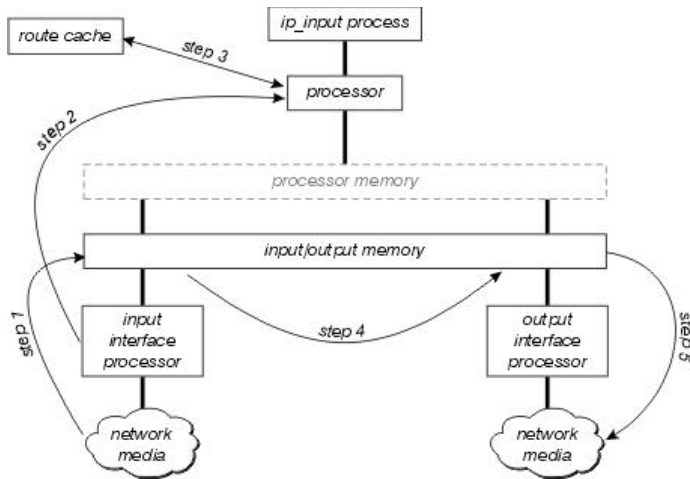 ip_input process
route cache
step 3
processor
step 2
processor memory
input/output memory
step 1
input
interface
processor
step 4
output
interface
processor
step 5
network
media
network
media